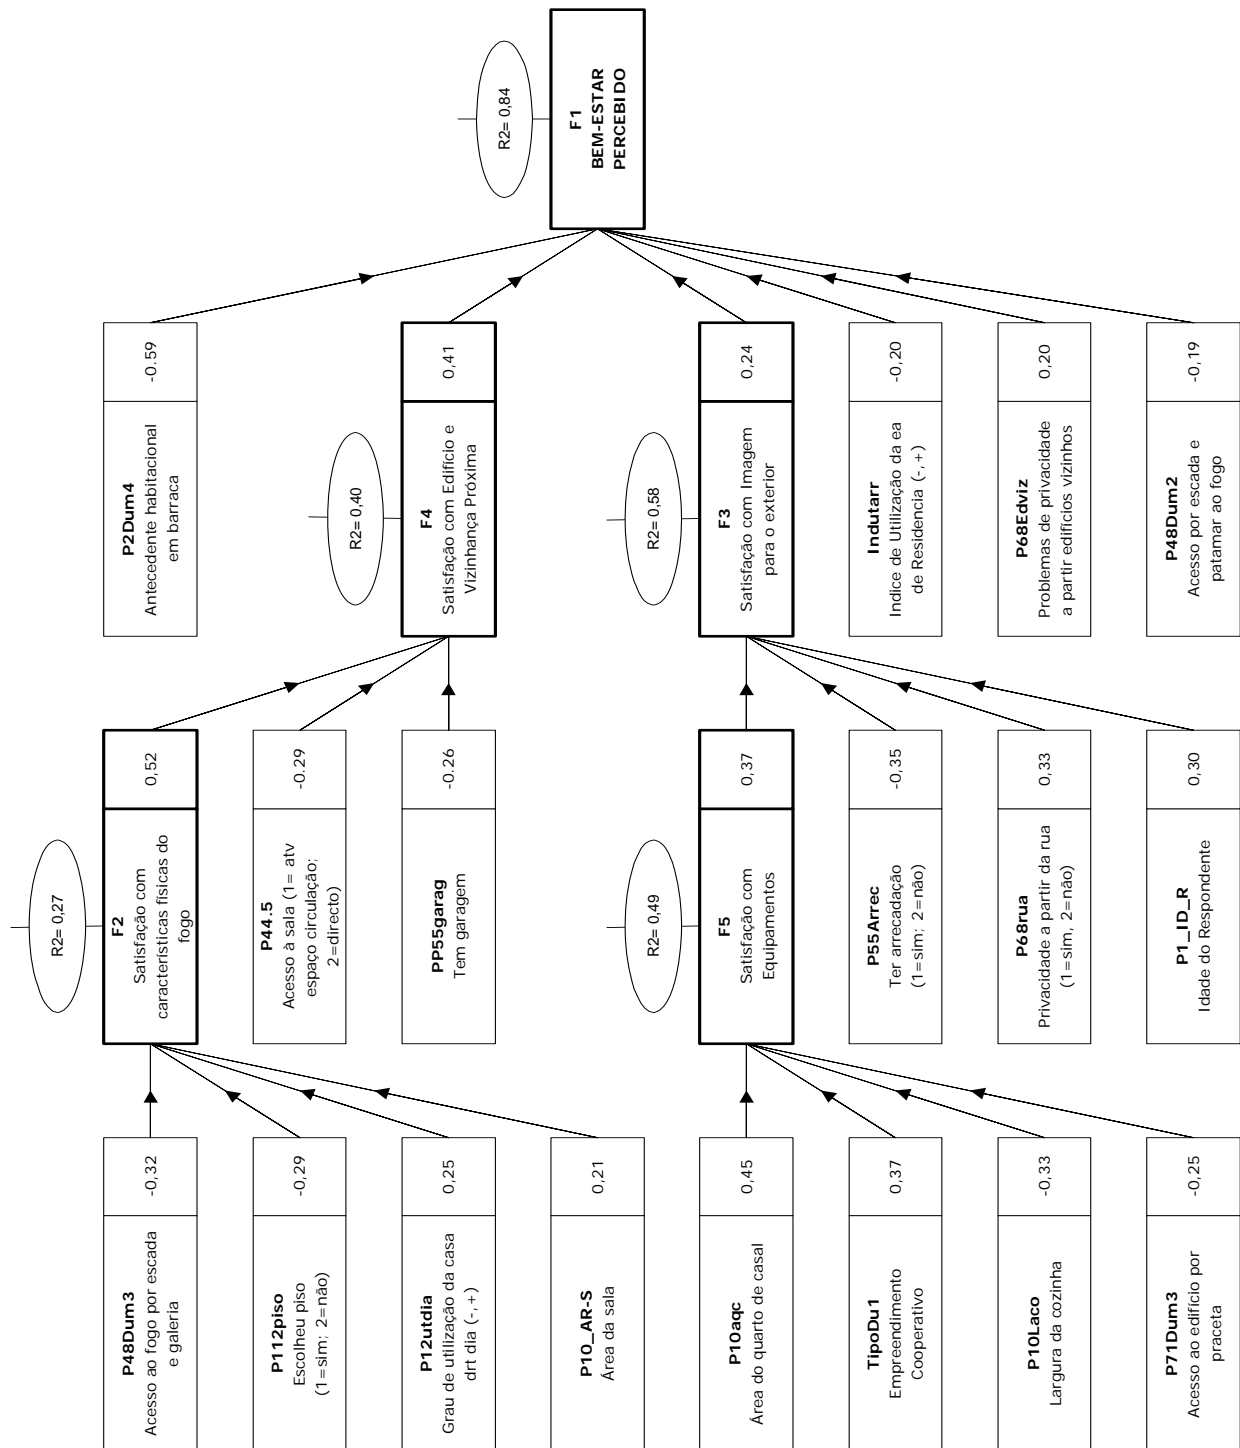 P48Dum3
Acesso ao fogo por escada
e galeria
-0,32
P112piso
Escolheu piso
(1=sim; 2=não)
-0,29
P12utdia
Grau de utilização da casa
drt dia (-,+)
0,25
P10_AR-S
Área da sala
0,21
P10aqc
Área do quarto de casal
0,45
TipoDu1
Empreendimento
Cooperativo
0,37
P10Laco
Largura da cozinha
-0,33
P71Dum3
Acesso ao edifício por
praceta
-0,25
R2= 0,27
F2
Satisfação com
características físicas do
fogo
0,52
P44.5
Acesso à sala (1= atv
espaço circulação;
2=directo)
-0.29
PP55garag
Tem garagem
-0.26
R2= 0,49
F5
Satisfação com
Equipamentos
0,37
P55Arrec
Ter arrecadação
(1=sim; 2=não)
-0,35
P68rua
Privacidade a partir da rua
(1=sim, 2=não)
0,33
P1_ID_R
Idade do Respondente
0,30
P2Dum4
Antecedente habitacional
em barraca
-0.59
R2= 0,40
F4
Satisfação com Edifício e
Vizinhança Próxima
0,41
R2= 0,58
F3
Satisfação com Imagem
para o exterior
0,24
Indutarr
Indice de Utilização da ea
de Residencia (-,+)
-0,20
P68Edviz
Problemas de privacidade
a partir edifícios vizinhos
0,20
P48Dum2
Acesso por escada e
patamar ao fogo
-0,19
R2= 0,84
F1
BEM-ESTAR
PERCEBIDO